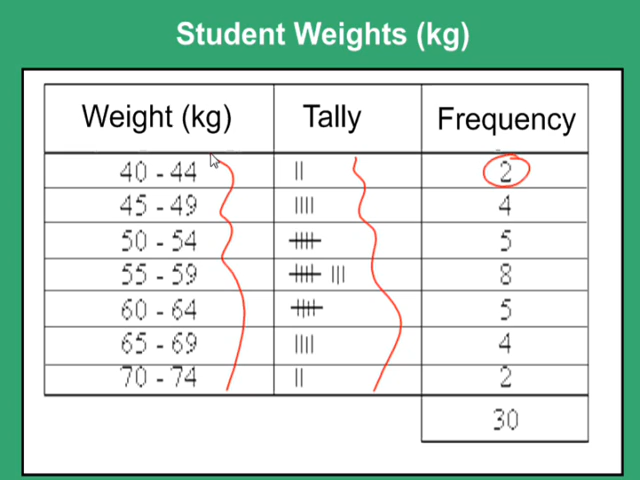 Student Weights (kg)
Weight (kg) Tally Frequency
40 - 44 || 2
45 - 49 |||| 4
50 - 54 𝍸 5
55 - 59 𝍸 ||| 8
60 - 64 𝍸 5
65 - 69 |||| 4
70 - 74 || 2
30